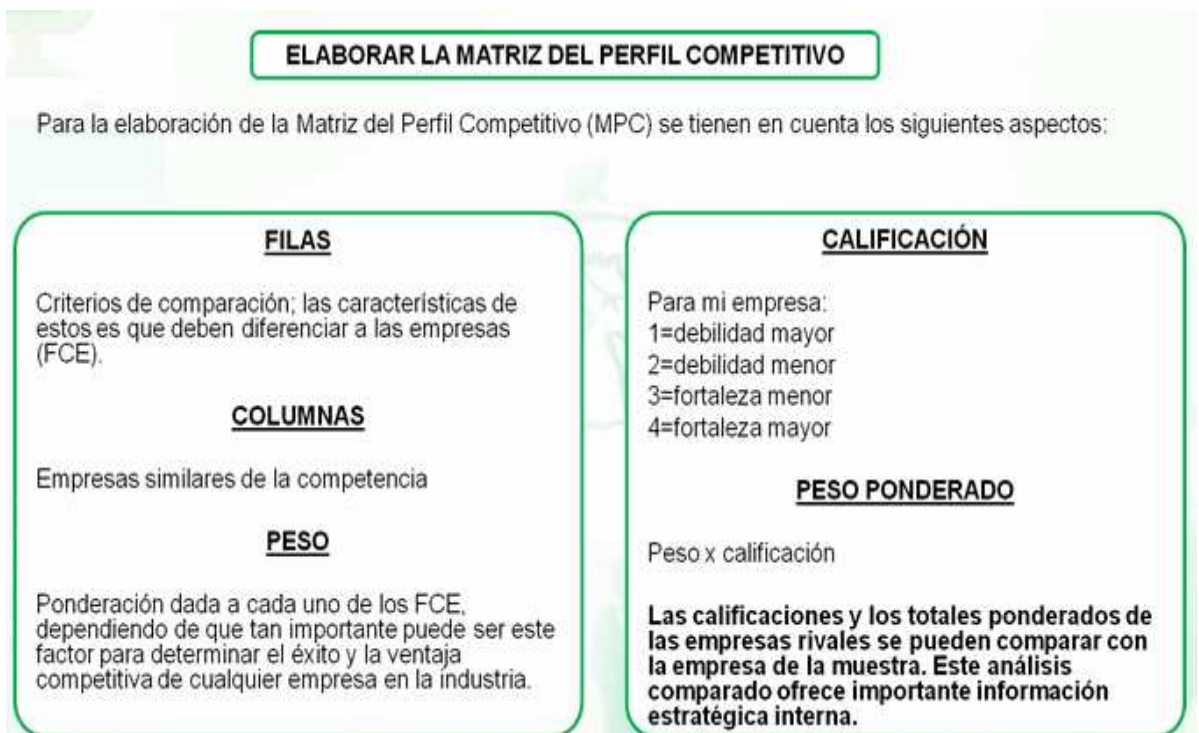 ELABORAR LA MATRIZ DEL PERFIL COMPETITIVO
Para la elaboración de la Matriz del Perfil Competitivo (MPC) se tienen en cuenta los siguientes aspectos:
FILAS
Criterios de comparación; las características de
estos es que deben diferenciar a las empresas
(FCE).
COLUMNAS
Empresas similares de la competencia
PESO
Ponderación dada a cada uno de los FCE,
dependiendo de que tan importante puede ser este
factor para determinar el éxito y la ventaja
competitiva de cualquier empresa en la industria.
CALIFICACIÓN
Para mi empresa:
1=debilidad mayor
2=debilidad menor
3=fortaleza menor
4=fortaleza mayor
PESO PONDERADO
Peso x calificación
Las calificaciones y los totales ponderados de
las empresas rivales se pueden comparar con
la empresa de la muestra. Este análisis
comparado ofrece importante información
estratégica interna.